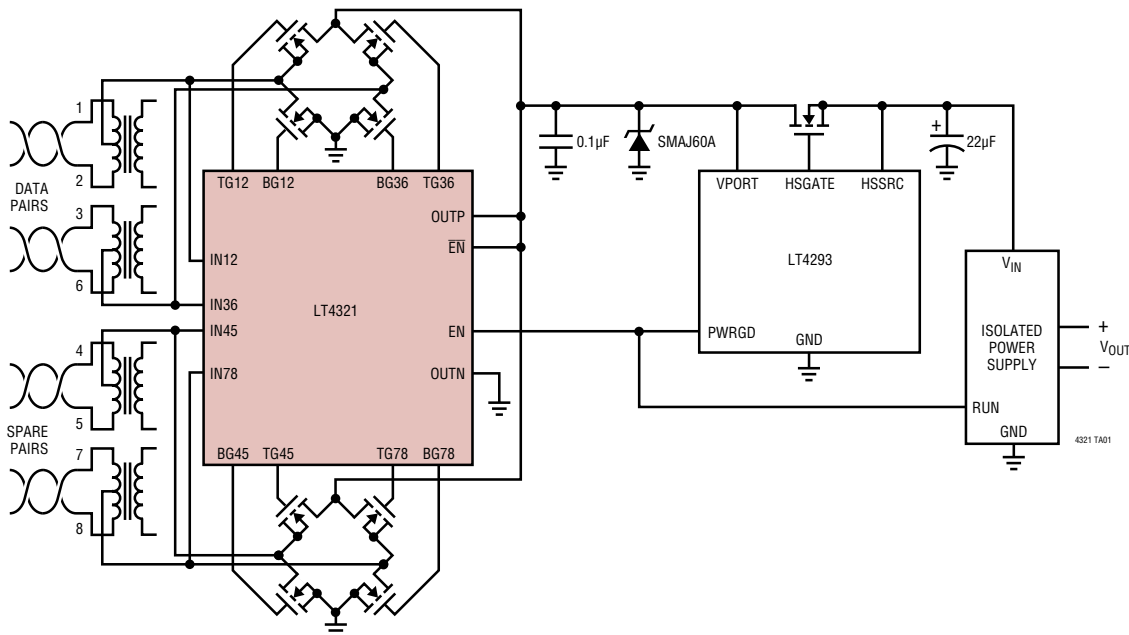 1
2
DATA
PAIRS
3
6
4
5
SPARE
PAIRS
7
8
TG12 BG12 BG36 TG36
OUTP
EN
IN12
IN36
LT4321
IN45
EN
IN78
OUTN
BG45 TG45 TG78 BG78
0.1µF
SMAJ60A
+
22µF
VPORT HSGATE HSSRC
LT4293
PWRGD
GND
VIN
ISOLATED
POWER
SUPPLY
+
VOUT
–
RUN
GND
4321 TA01